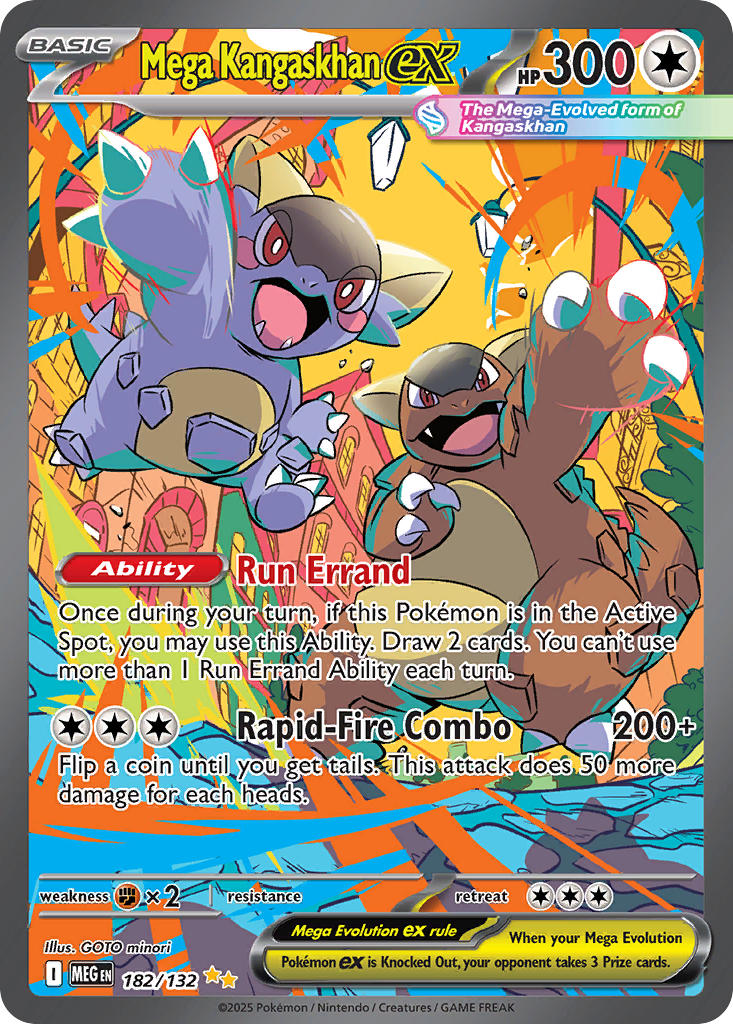 BASIC
Mega Kangaskhan ex
HP 300
The Mega-Evolved form of
Kangaskhan
Ability Run Errand
Once during your turn, if this Pokémon is in the Active
Spot, you may use this Ability. Draw 2 cards. You can't use
more than 1 Run Errand Ability each turn.
Rapid-Fire Combo 200+
Flip a coin until you get tails. This attack does 50 more
damage for each heads.
weakness ×2 resistance retreat
Mega Evolution ex rule
When your Mega Evolution
Pokémon ex is Knocked Out, your opponent takes 3 Prize cards.
Illus. GOTO minori
I MEG EN 182/132
©2025 Pokémon / Nintendo / Creatures / GAME FREAK